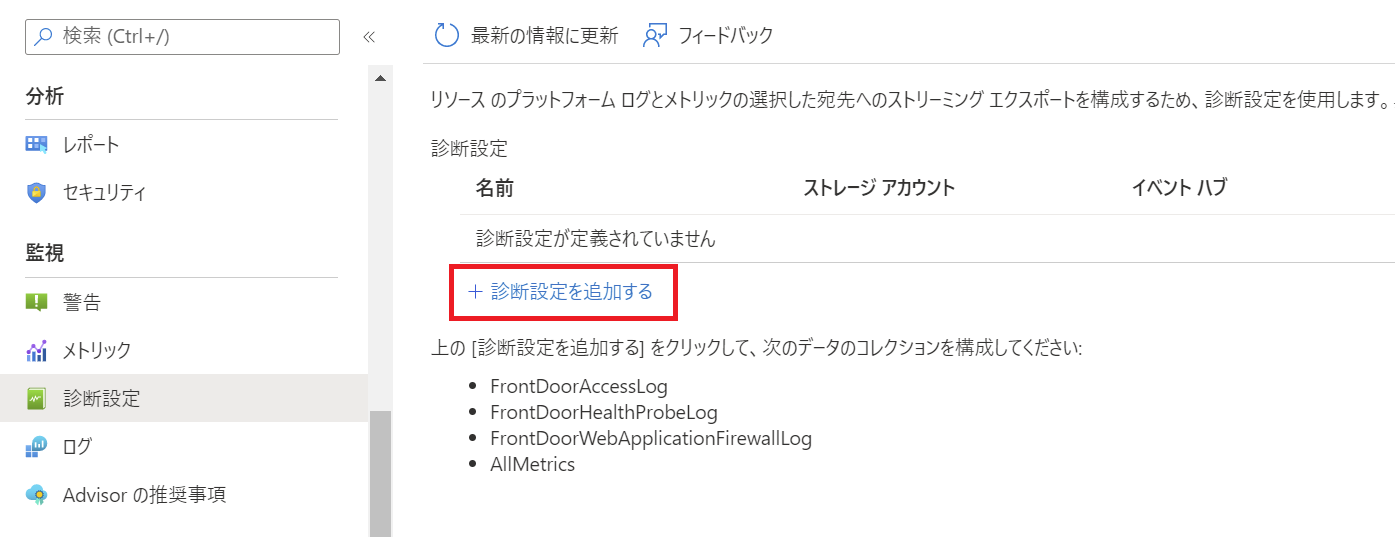 検索 (Ctrl+/)
«
分析
レポート
セキュリティ
監視
警告
メトリック
診断設定
ログ
Advisor の推奨事項
最新の情報に更新 フィードバック
リソース のプラットフォーム ログとメトリックの選択した宛先へのストリーミング エクスポートを構成するため、診断設定を使用します。
診断設定
名前 ストレージ アカウント イベント ハブ
診断設定が定義されていません
+ 診断設定を追加する
上の [診断設定を追加する] をクリックして、次のデータのコレクションを構成してください:
• FrontDoorAccessLog
• FrontDoorHealthProbeLog
• FrontDoorWebApplicationFirewallLog
• AllMetrics